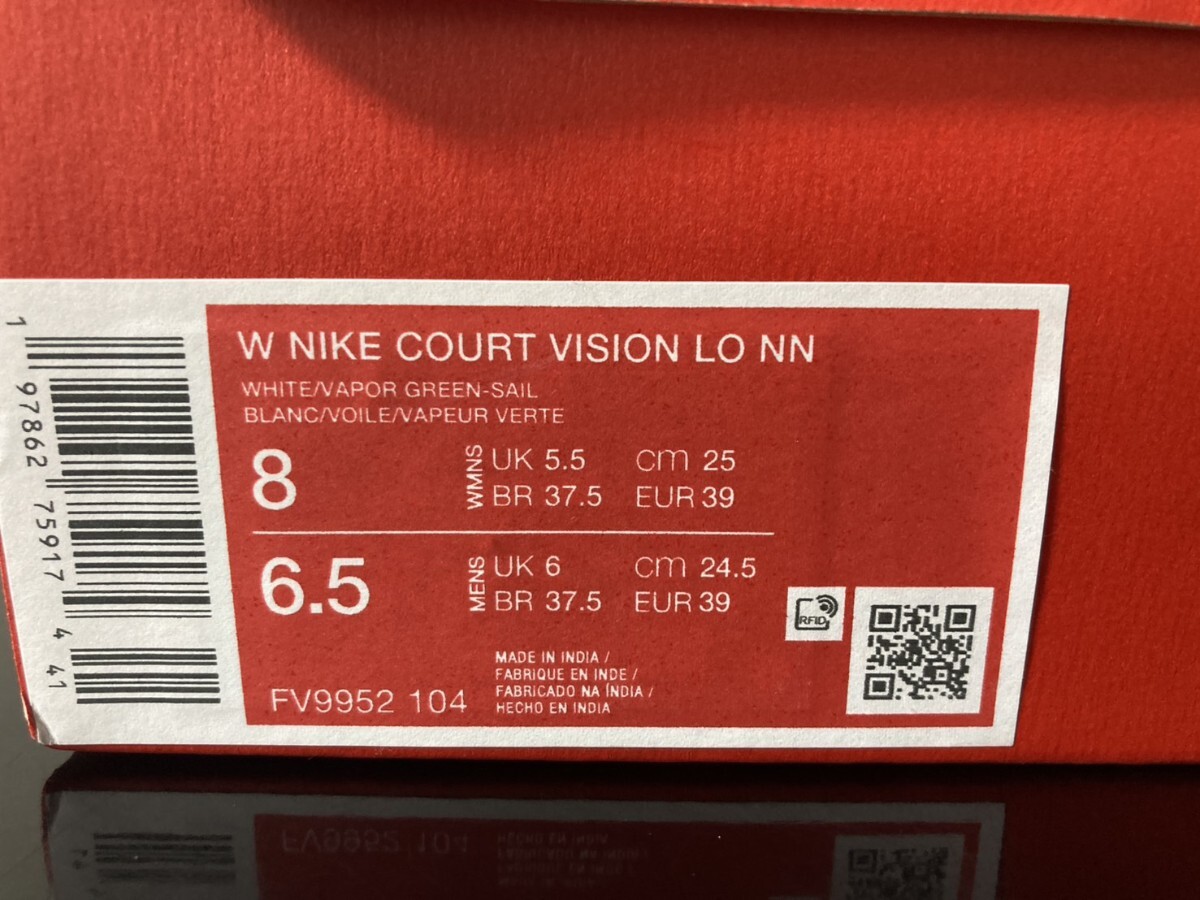 W NIKE COURT VISION LO NN
WHITE/VAPOR GREEN-SAIL
BLANC/VOILE/VAPEUR VERTE
8
WMNS
UK 5.5 cm 25
BR 37.5 EUR 39
6.5
MENS
UK 6 cm 24.5
BR 37.5 EUR 39
RFID
FV9952 104
MADE IN INDIA /
FABRIQUE EN INDE /
FABRICADO NA ÍNDIA /
HECHO EN INDIA
1 97862 75917 4 41